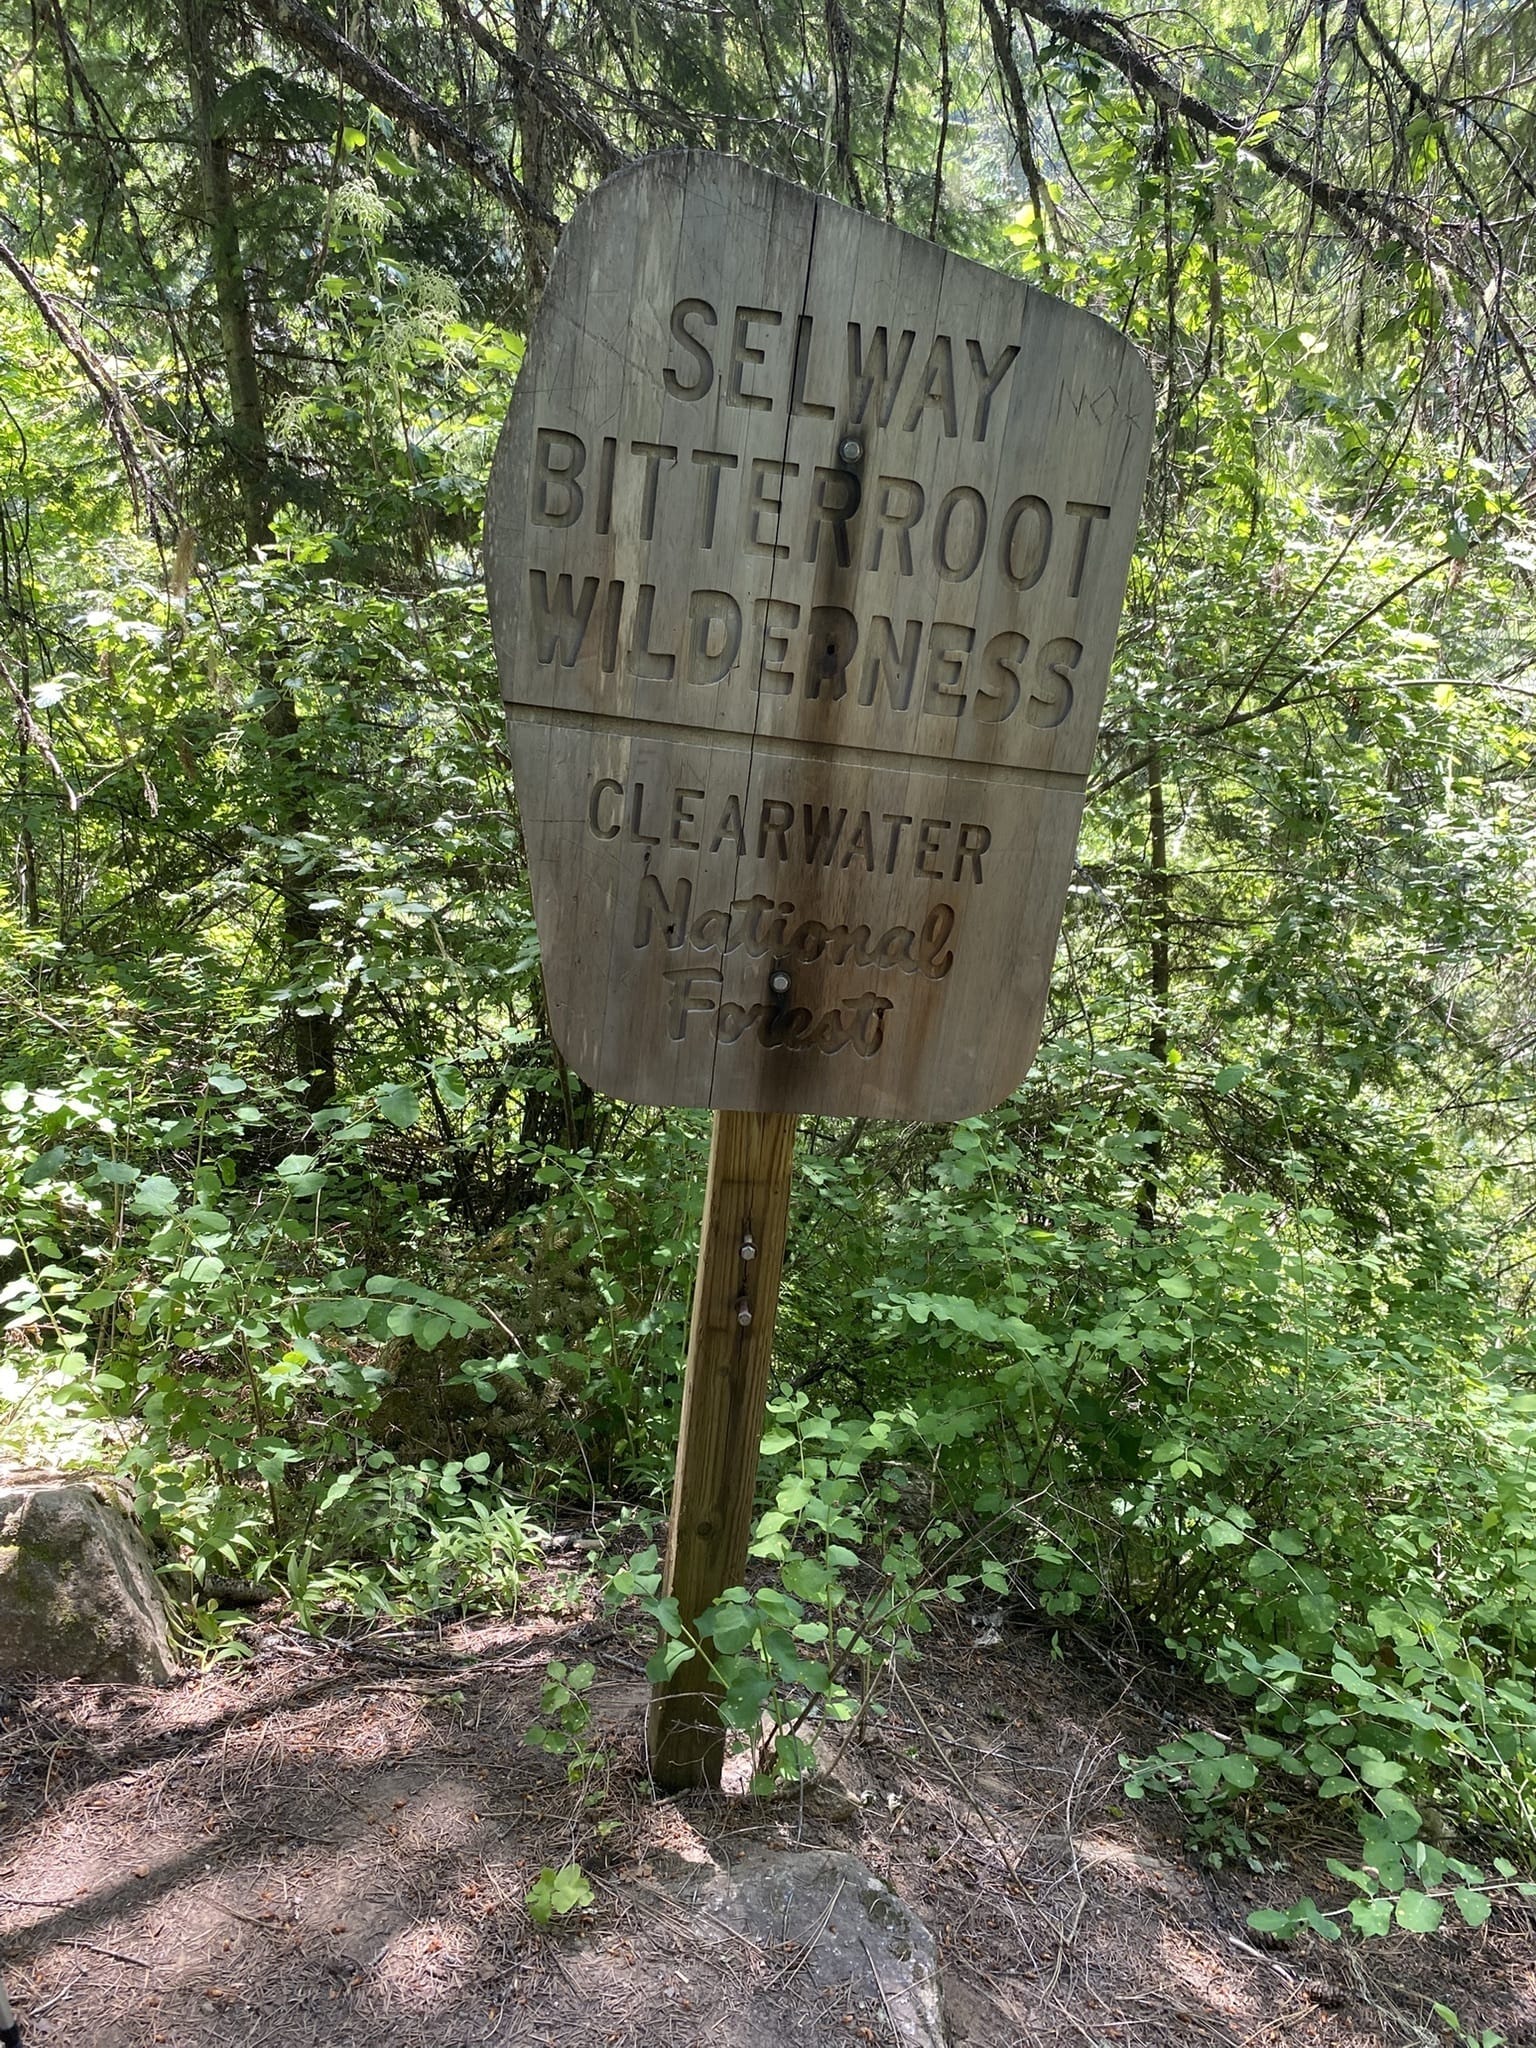 SELWAY
BITTERROOT
WILDERNESS
CLEARWATER
National
Forest